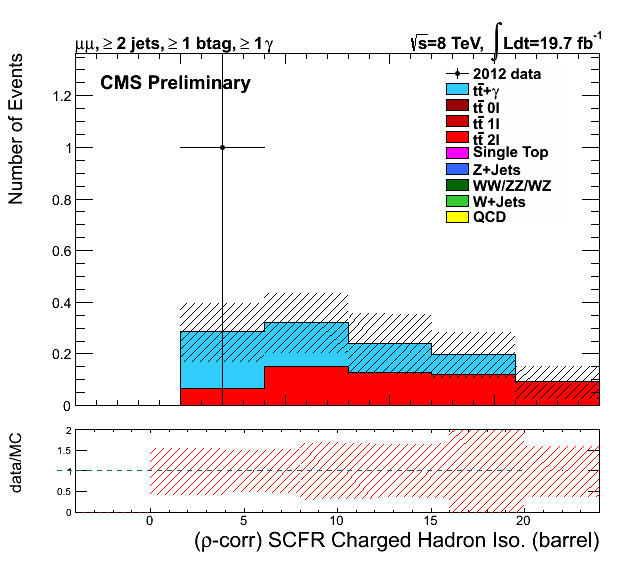 μμ, ≥ 2 jets, ≥ 1 btag, ≥ 1 γ
√s=8 TeV, ∫Ldt=19.7 fb⁻¹
CMS Preliminary
2012 data
tt̄+γ
tt̄ 0l
tt̄ 1l
tt̄ 2l
Single Top
Z+Jets
WW/ZZ/WZ
W+Jets
QCD
Number of Events
1.2
1
0.8
0.6
0.4
0.2
0
data/MC
2
1.5
1
0.5
0
0 5 10 15 20
(ρ-corr) SCFR Charged Hadron Iso. (barrel)